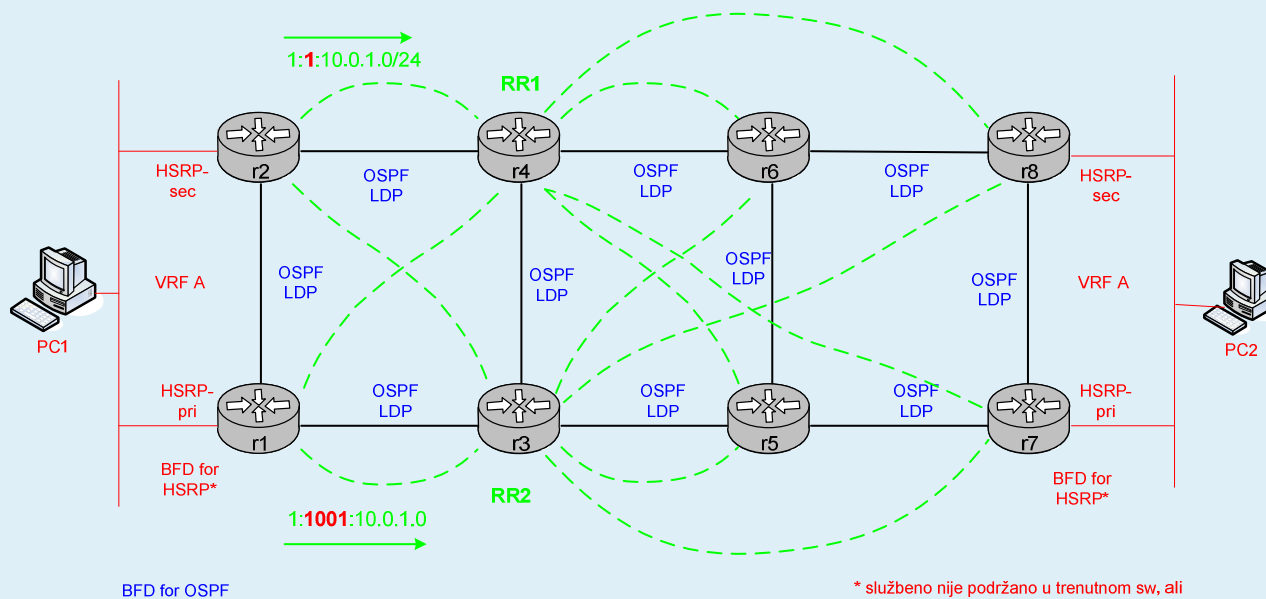 1:1:10.0.1.0/24
RR1
r2
r4
r6
r8
HSRP-
sec
OSPF
LDP
OSPF
LDP
OSPF
LDP
HSRP-
sec
VRF A
OSPF
LDP
OSPF
LDP
OSPF
LDP
OSPF
LDP
VRF A
PC1
PC2
HSRP-
pri
OSPF
LDP
OSPF
LDP
OSPF
LDP
HSRP-
pri
r1
r3
r5
r7
BFD for
HSRP*
RR2
BFD for
HSRP*
1:1001:10.0.1.0
BFD for OSPF
* službeno nije podržano u trenutnom sw, ali